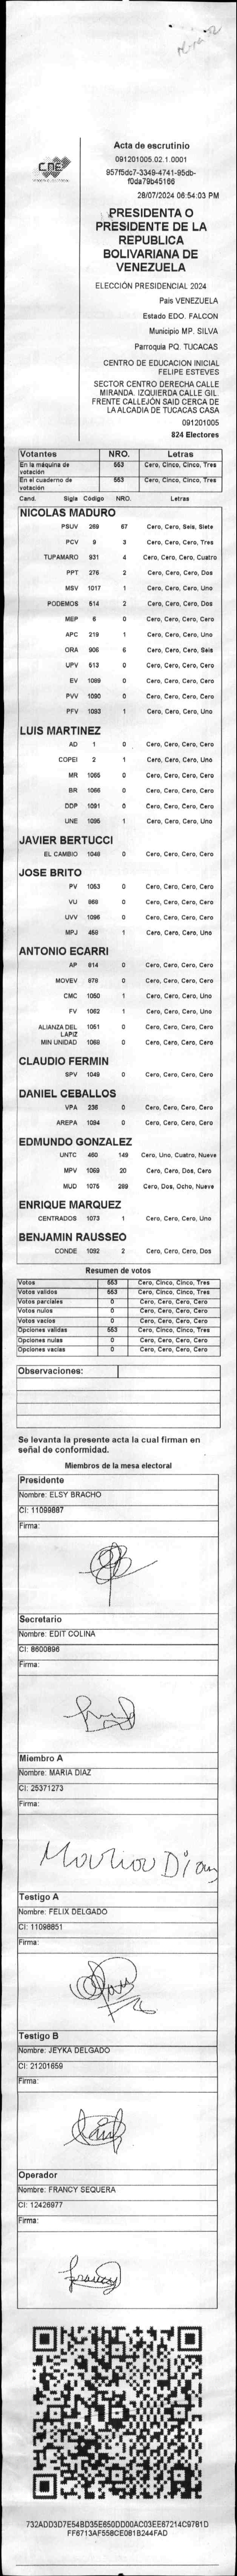 CNE
Acta de escrutinio
091201005.02.1.0001
957f5dc7-3349-4741-95db-
f0da79b45166
28/07/2024 06:54:03 PM
PRESIDENTA O
PRESIDENTE DE LA
REPUBLICA
BOLIVARIANA DE
VENEZUELA
ELECCIÓN PRESIDENCIAL 2024
Pais VENEZUELA
Estado EDO. FALCON
Municipio MP. SILVA
Parroquia PQ. TUCACAS
CENTRO DE EDUCACION INICIAL
FELIPE ESTEVES
SECTOR CENTRO DERECHA CALLE
MIRANDA. IZQUIERDA CALLE GIL.
FRENTE CALLEJÓN SAID CERCA DE
LA ALCADIA DE TUCACAS CASA
091201005
824 Electores
Votantes NRO. Letras
En la máquina de votación 553 Cero, Cinco, Cinco, Tres
En el cuaderno de votación 553 Cero, Cinco, Cinco, Tres
Cand. Sigla Código NRO. Letras
NICOLAS MADURO
PSUV 269 67 Cero, Cero, Seis, Siete
PCV 9 3 Cero, Cero, Cero, Tres
TUPAMARO 931 4 Cero, Cero, Cero, Cuatro
PPT 276 2 Cero, Cero, Cero, Dos
MSV 1017 1 Cero, Cero, Cero, Uno
PODEMOS 514 2 Cero, Cero, Cero, Dos
MEP 6 0 Cero, Cero, Cero, Cero
APC 219 1 Cero, Cero, Cero, Uno
ORA 906 6 Cero, Cero, Cero, Seis
UPV 513 0 Cero, Cero, Cero, Cero
EV 1089 0 Cero, Cero, Cero, Cero
PVV 1090 0 Cero, Cero, Cero, Cero
PFV 1093 1 Cero, Cero, Cero, Uno
LUIS MARTINEZ
AD 1 0 Cero, Cero, Cero, Cero
COPEI 2 1 Cero, Cero, Cero, Uno
MR 1065 0 Cero, Cero, Cero, Cero
BR 1066 0 Cero, Cero, Cero, Cero
DDP 1091 0 Cero, Cero, Cero, Cero
UNE 1095 1 Cero, Cero, Cero, Uno
JAVIER BERTUCCI
EL CAMBIO 1048 0 Cero, Cero, Cero, Cero
JOSE BRITO
PV 1053 0 Cero, Cero, Cero, Cero
VU 869 0 Cero, Cero, Cero, Cero
UVV 1096 0 Cero, Cero, Cero, Cero
MPJ 459 1 Cero, Cero, Cero, Uno
ANTONIO ECARRI
AP 814 0 Cero, Cero, Cero, Cero
MOVEV 978 0 Cero, Cero, Cero, Cero
CMC 1050 1 Cero, Cero, Cero, Uno
FV 1062 1 Cero, Cero, Cero, Uno
ALIANZA DEL LAPIZ 1051 0 Cero, Cero, Cero, Cero
MIN UNIDAD 1068 0 Cero, Cero, Cero, Cero
CLAUDIO FERMIN
SPV 1049 0 Cero, Cero, Cero, Cero
DANIEL CEBALLOS
VPA 235 0 Cero, Cero, Cero, Cero
AREPA 1094 0 Cero, Cero, Cero, Cero
EDMUNDO GONZALEZ
UNTC 460 149 Cero, Uno, Cuatro, Nueve
MPV 1069 20 Cero, Cero, Dos, Cero
MUD 1075 289 Cero, Dos, Ocho, Nueve
ENRIQUE MARQUEZ
CENTRADOS 1073 1 Cero, Cero, Cero, Uno
BENJAMIN RAUSSEO
CONDE 1092 2 Cero, Cero, Cero, Dos
Resumen de votos
Votos 553 Cero, Cinco, Cinco, Tres
Votos validos 553 Cero, Cinco, Cinco, Tres
Votos parciales 0 Cero, Cero, Cero, Cero
Votos nulos 0 Cero, Cero, Cero, Cero
Votos vacios 0 Cero, Cero, Cero, Cero
Opciones validas 553 Cero, Cinco, Cinco, Tres
Opciones nulas 0 Cero, Cero, Cero, Cero
Opciones vacias 0 Cero, Cero, Cero, Cero
Observaciones:
Se levanta la presente acta la cual firman en
señal de conformidad.
Miembros de la mesa electoral
Presidente
Nombre: ELSY BRACHO
CI: 11099887
Firma:
Secretario
Nombre: EDIT COLINA
CI: 8600896
Firma:
Miembro A
Nombre: MARIA DIAZ
CI: 25371273
Firma:
Testigo A
Nombre: FELIX DELGADO
CI: 11098851
Firma:
Testigo B
Nombre: JEYKA DELGADO
CI: 21201659
Firma:
Operador
Nombre: FRANCY SEQUERA
CI: 12426977
Firma:
francy
732ADD3D7E54BD35E650DD00AC03EE67214C9781D
FF6713AF558CE081B244FAD